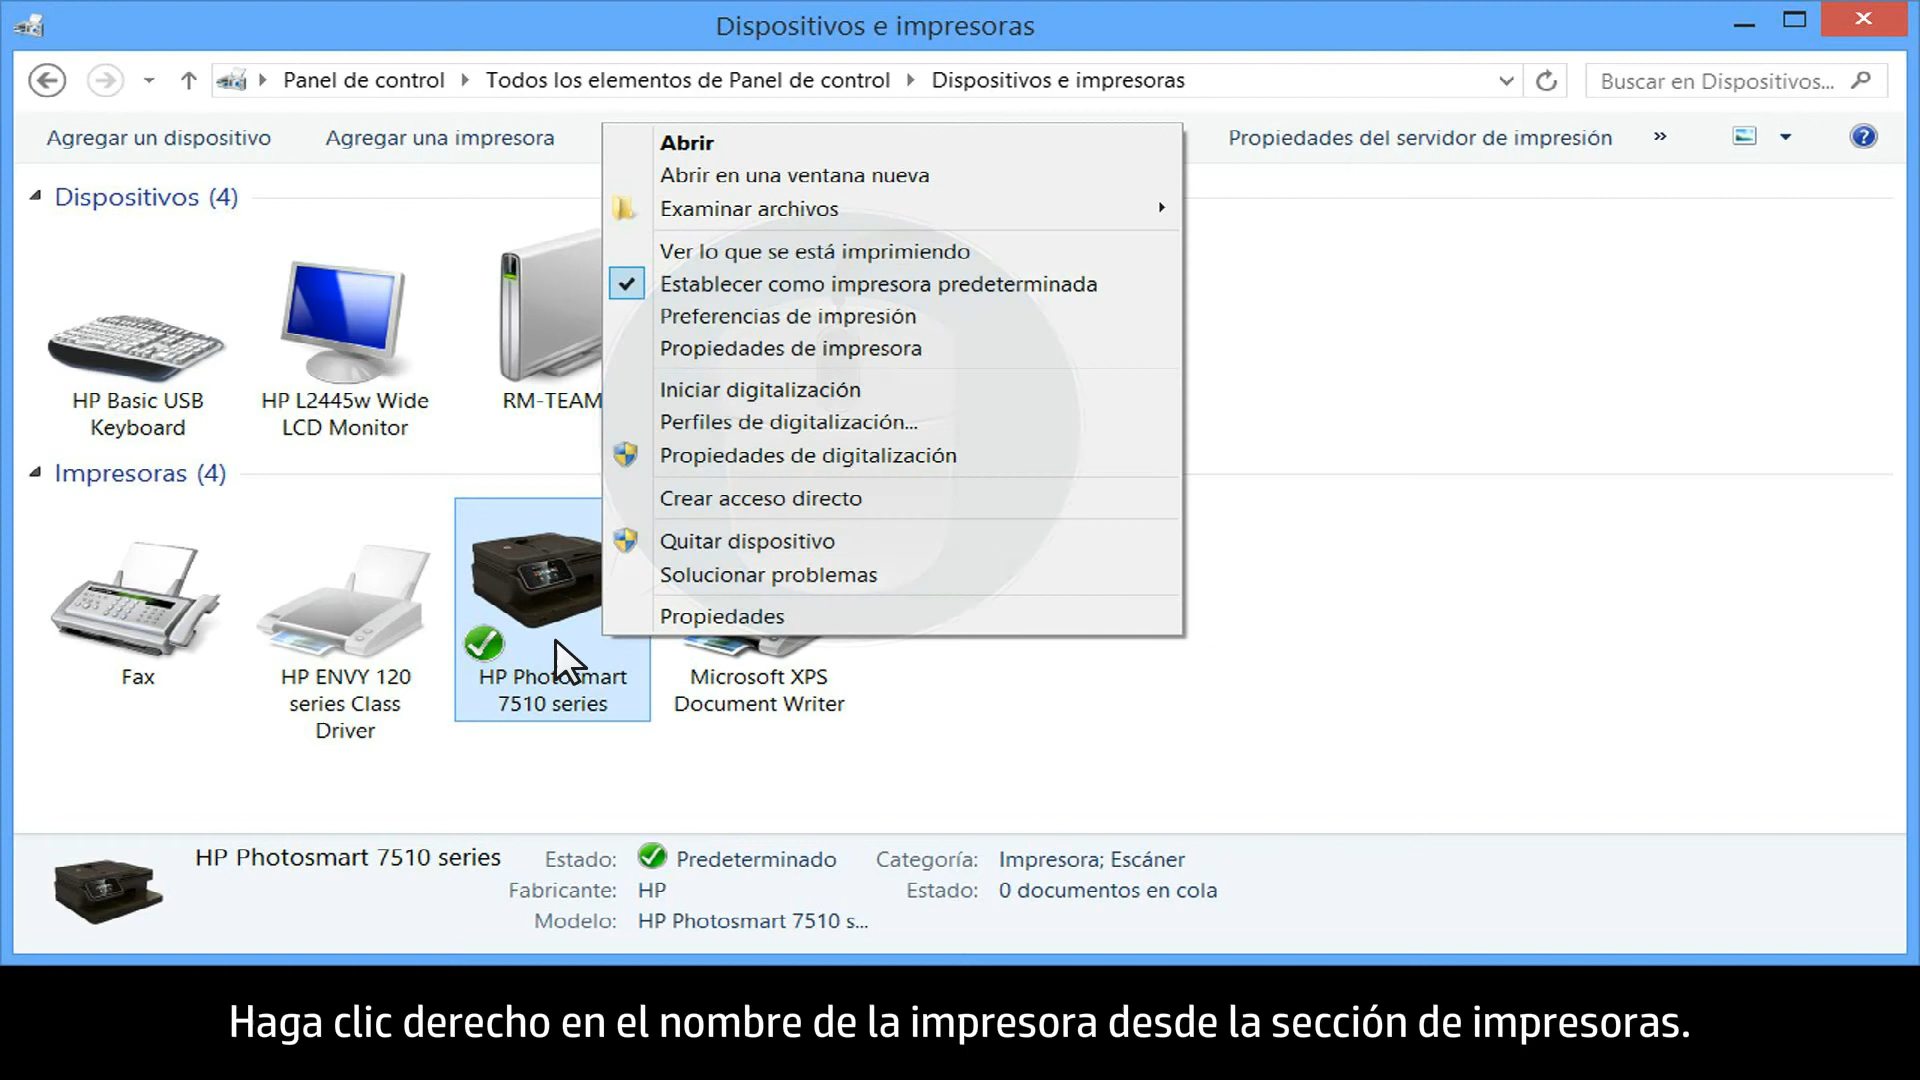 Dispositivos e impresoras
Panel de control
Todos los elementos de Panel de control
Dispositivos e impresoras
Buscar en Dispositivos...
Agregar un dispositivo
Agregar una impresora
Propiedades del servidor de impresión
»
Abrir
Abrir en una ventana nueva
Examinar archivos
Ver lo que se está imprimiendo
Establecer como impresora predeterminada
Preferencias de impresión
Propiedades de impresora
Iniciar digitalización
Perfiles de digitalización...
Propiedades de digitalización
Crear acceso directo
Quitar dispositivo
Solucionar problemas
Propiedades
Dispositivos (4)
HP Basic USB
Keyboard
HP L2445w Wide
LCD Monitor
RM-TEAM
Impresoras (4)
Fax
HP ENVY 120
series Class
Driver
HP Photosmart
7510 series
Microsoft XPS
Document Writer
HP Photosmart 7510 series
Estado: Predeterminado
Fabricante: HP
Modelo: HP Photosmart 7510 s...
Categoría: Impresora; Escáner
Estado: 0 documentos en cola
Haga clic derecho en el nombre de la impresora desde la sección de impresoras.